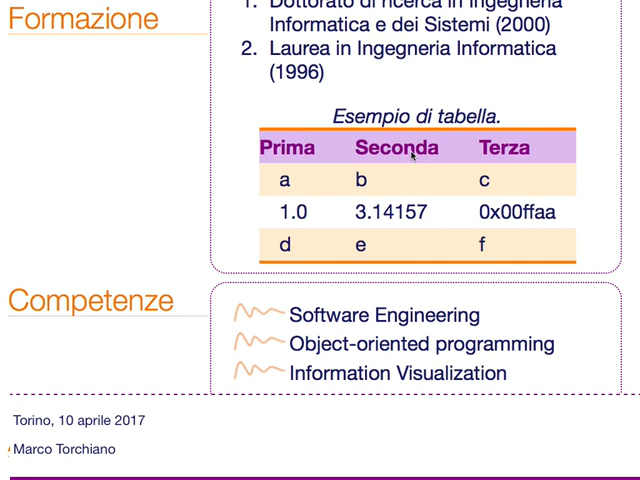 Formazione
1. Dottorato di ricerca in Ingegneria
Informatica e dei Sistemi (2000)
2. Laurea in Ingegneria Informatica
(1996)
Esempio di tabella.
Prima Seconda Terza
a b c
1.0 3.14157 0x00ffaa
d e f
Competenze
Software Engineering
Object-oriented programming
Information Visualization
Torino, 10 aprile 2017
Marco Torchiano